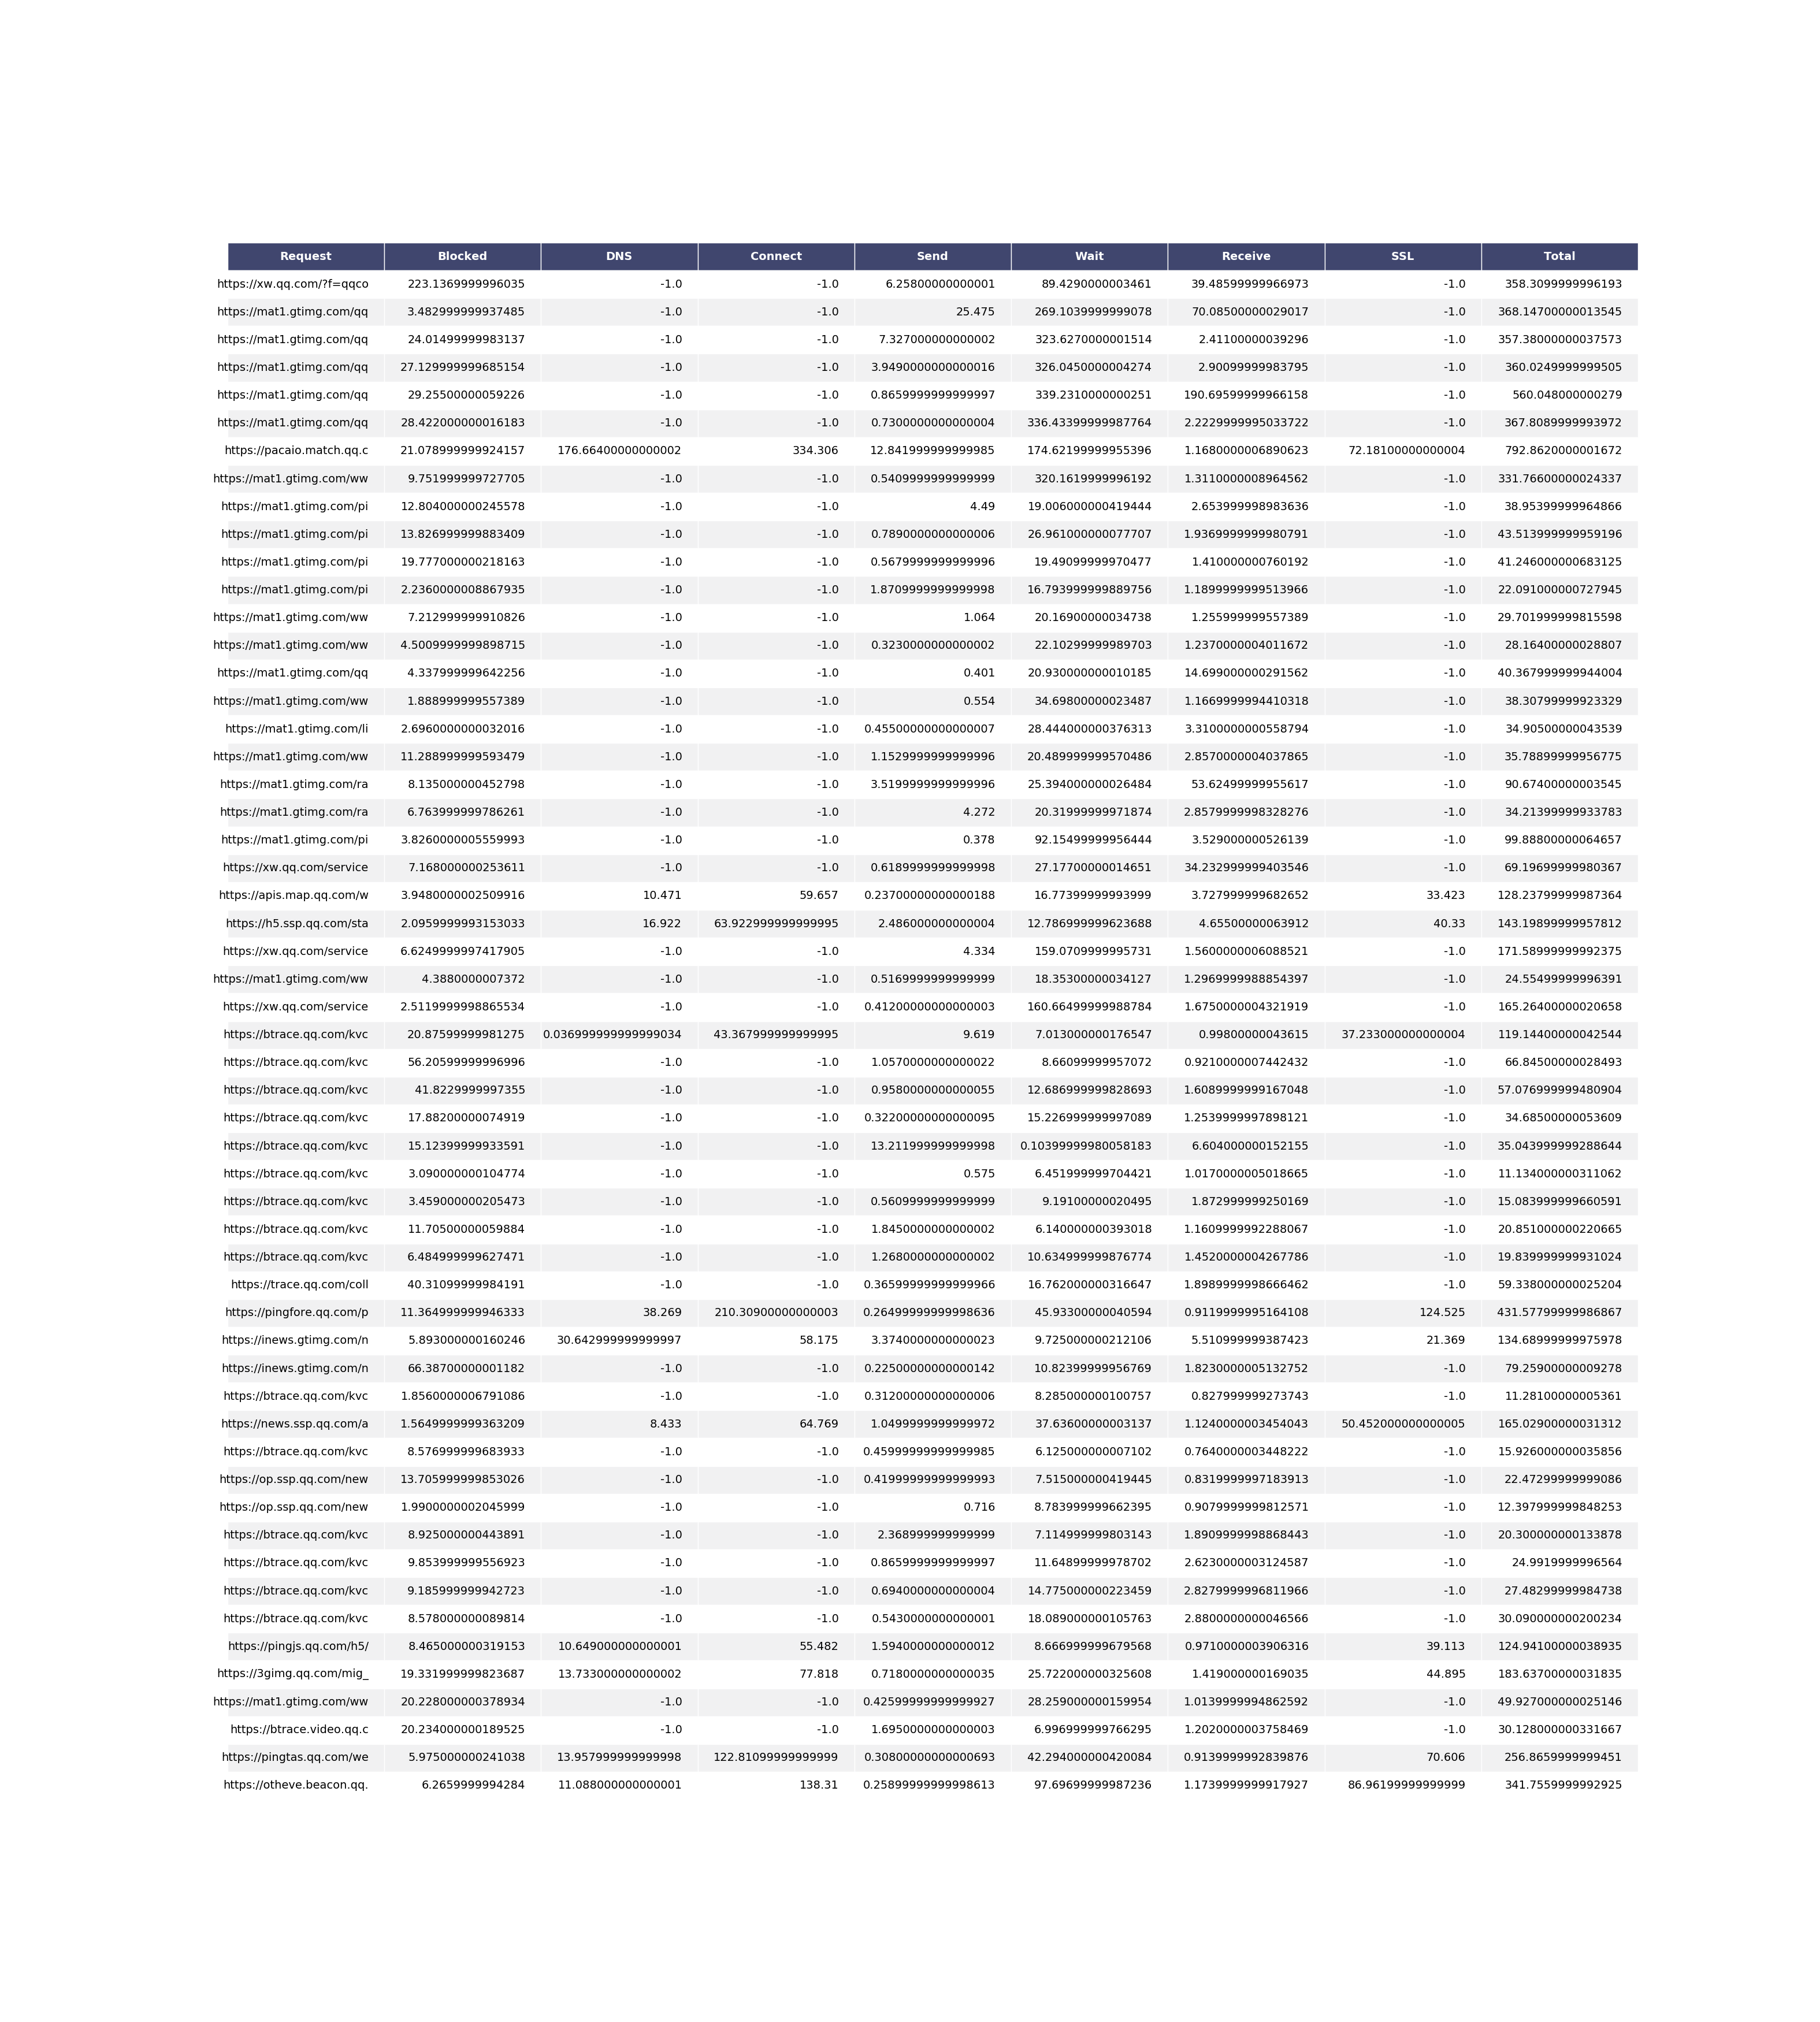 Request Blocked DNS Connect Send Wait Receive SSL Total
https://xw.qq.com/?f=qqco 223.1369999996035 -1.0 -1.0 6.25800000000001 89.4290000003461 39.48599999966973 -1.0 358.3099999996193
https://mat1.gtimg.com/qq 3.482999999937485 -1.0 -1.0 25.475 269.1039999999078 70.08500000029017 -1.0 368.14700000013545
https://mat1.gtimg.com/qq 24.01499999983137 -1.0 -1.0 7.327000000000002 323.6270000001514 2.41100000039296 -1.0 357.38000000037573
https://mat1.gtimg.com/qq 27.129999999685154 -1.0 -1.0 3.9490000000000016 326.0450000004274 2.90099999983795 -1.0 360.0249999999505
https://mat1.gtimg.com/qq 29.25500000059226 -1.0 -1.0 0.8659999999999997 339.2310000000251 190.69599999966158 -1.0 560.048000000279
https://mat1.gtimg.com/qq 28.422000000016183 -1.0 -1.0 0.7300000000000004 336.43399999987764 2.2229999995033722 -1.0 367.8089999993972
https://pacaio.match.qq.c 21.078999999924157 176.66400000000002 334.306 12.841999999999985 174.62199999955396 1.1680000006890623 72.18100000000004 792.8620000001672
https://mat1.gtimg.com/ww 9.751999999727705 -1.0 -1.0 0.5409999999999999 320.1619999996192 1.3110000008964562 -1.0 331.76600000024337
https://mat1.gtimg.com/pi 12.804000000245578 -1.0 -1.0 4.49 19.006000000419444 2.653999998983636 -1.0 38.95399999964866
https://mat1.gtimg.com/pi 13.826999999883409 -1.0 -1.0 0.7890000000000006 26.961000000077707 1.9369999999980791 -1.0 43.513999999959196
https://mat1.gtimg.com/pi 19.777000000218163 -1.0 -1.0 0.5679999999999996 19.49099999970477 1.410000000760192 -1.0 41.246000000683125
https://mat1.gtimg.com/pi 2.2360000008867935 -1.0 -1.0 1.8709999999999998 16.793999999889756 1.1899999999513966 -1.0 22.091000000727945
https://mat1.gtimg.com/ww 7.212999999910826 -1.0 -1.0 1.064 20.16900000034738 1.255999999557389 -1.0 29.701999999815598
https://mat1.gtimg.com/ww 4.5009999999898715 -1.0 -1.0 0.3230000000000002 22.10299999989703 1.2370000004011672 -1.0 28.16400000028807
https://mat1.gtimg.com/qq 4.337999999642256 -1.0 -1.0 0.401 20.930000000010185 14.699000000291562 -1.0 40.367999999944004
https://mat1.gtimg.com/ww 1.888999999557389 -1.0 -1.0 0.554 34.69800000023487 1.1669999994410318 -1.0 38.30799999923329
https://mat1.gtimg.com/li 2.6960000000032016 -1.0 -1.0 0.45500000000000007 28.444000000376313 3.3100000000558794 -1.0 34.90500000043539
https://mat1.gtimg.com/ww 11.288999999593479 -1.0 -1.0 1.1529999999999996 20.489999999570486 2.8570000004037865 -1.0 35.78899999956775
https://mat1.gtimg.com/ra 8.135000000452798 -1.0 -1.0 3.5199999999999996 25.394000000026484 53.62499999955617 -1.0 90.67400000003545
https://mat1.gtimg.com/ra 6.763999999786261 -1.0 -1.0 4.272 20.31999999971874 2.8579999998328276 -1.0 34.21399999933783
https://mat1.gtimg.com/pi 3.8260000005559993 -1.0 -1.0 0.378 92.15499999956444 3.529000000526139 -1.0 99.88800000064657
https://xw.qq.com/service 7.168000000253611 -1.0 -1.0 0.6189999999999998 27.17700000014651 34.232999999403546 -1.0 69.19699999980367
https://apis.map.qq.com/w 3.9480000002509916 10.471 59.657 0.23700000000000188 16.77399999993999 3.727999999682652 33.423 128.23799999987364
https://h5.ssp.qq.com/sta 2.0959999993153033 16.922 63.922999999999995 2.486000000000004 12.786999999623688 4.65500000063912 40.33 143.19899999957812
https://xw.qq.com/service 6.6249999997417905 -1.0 -1.0 4.334 159.0709999995731 1.5600000006088521 -1.0 171.58999999992375
https://mat1.gtimg.com/ww 4.3880000007372 -1.0 -1.0 0.5169999999999999 18.35300000034127 1.2969999988854397 -1.0 24.55499999996391
https://xw.qq.com/service 2.5119999998865534 -1.0 -1.0 0.41200000000000003 160.66499999988784 1.6750000004321919 -1.0 165.26400000020658
https://btrace.qq.com/kvc 20.87599999981275 0.036999999999999034 43.367999999999995 9.619 7.013000000176547 0.99800000043615 37.233000000000004 119.14400000042544
https://btrace.qq.com/kvc 56.20599999996996 -1.0 -1.0 1.0570000000000022 8.66099999957072 0.9210000007442432 -1.0 66.84500000028493
https://btrace.qq.com/kvc 41.8229999997355 -1.0 -1.0 0.9580000000000055 12.686999999828693 1.6089999999167048 -1.0 57.076999999480904
https://btrace.qq.com/kvc 17.88200000074919 -1.0 -1.0 0.32200000000000095 15.226999999997089 1.2539999997898121 -1.0 34.68500000053609
https://btrace.qq.com/kvc 15.12399999933591 -1.0 -1.0 13.211999999999998 0.10399999980058183 6.604000000152155 -1.0 35.043999999288644
https://btrace.qq.com/kvc 3.090000000104774 -1.0 -1.0 0.575 6.451999999704421 1.0170000005018665 -1.0 11.134000000311062
https://btrace.qq.com/kvc 3.459000000205473 -1.0 -1.0 0.5609999999999999 9.19100000020495 1.872999999250169 -1.0 15.083999999660591
https://btrace.qq.com/kvc 11.70500000059884 -1.0 -1.0 1.8450000000000002 6.140000000393018 1.1609999992288067 -1.0 20.851000000220665
https://btrace.qq.com/kvc 6.484999999627471 -1.0 -1.0 1.2680000000000002 10.634999999876774 1.4520000004267786 -1.0 19.839999999931024
https://trace.qq.com/coll 40.31099999984191 -1.0 -1.0 0.36599999999999966 16.762000000316647 1.8989999998666462 -1.0 59.338000000025204
https://pingfore.qq.com/p 11.364999999946333 38.269 210.30900000000003 0.26499999999998636 45.93300000040594 0.9119999995164108 124.525 431.57799999986867
https://inews.gtimg.com/n 5.893000000160246 30.642999999999997 58.175 3.3740000000000023 9.725000000212106 5.510999999387423 21.369 134.68999999975978
https://inews.gtimg.com/n 66.38700000001182 -1.0 -1.0 0.22500000000000142 10.82399999956769 1.8230000005132752 -1.0 79.25900000009278
https://btrace.qq.com/kvc 1.8560000006791086 -1.0 -1.0 0.31200000000000006 8.285000000100757 0.827999999273743 -1.0 11.28100000005361
https://news.ssp.qq.com/a 1.5649999999363209 8.433 64.769 1.0499999999999972 37.63600000003137 1.1240000003454043 50.452000000000005 165.02900000031312
https://btrace.qq.com/kvc 8.576999999683933 -1.0 -1.0 0.45999999999999985 6.125000000007102 0.7640000003448222 -1.0 15.926000000035856
https://op.ssp.qq.com/new 13.705999999853026 -1.0 -1.0 0.41999999999999993 7.515000000419445 0.8319999997183913 -1.0 22.47299999999086
https://op.ssp.qq.com/new 1.9900000002045999 -1.0 -1.0 0.716 8.783999999662395 0.9079999999812571 -1.0 12.397999999848253
https://btrace.qq.com/kvc 8.925000000443891 -1.0 -1.0 2.368999999999999 7.114999999803143 1.8909999998868443 -1.0 20.300000000133878
https://btrace.qq.com/kvc 9.853999999556923 -1.0 -1.0 0.8659999999999997 11.64899999978702 2.6230000003124587 -1.0 24.9919999996564
https://btrace.qq.com/kvc 9.185999999942723 -1.0 -1.0 0.6940000000000004 14.775000000223459 2.8279999996811966 -1.0 27.48299999984738
https://btrace.qq.com/kvc 8.578000000089814 -1.0 -1.0 0.5430000000000001 18.089000000105763 2.8800000000046566 -1.0 30.090000000200234
https://pingjs.qq.com/h5/ 8.465000000319153 10.649000000000001 55.482 1.5940000000000012 8.666999999679568 0.9710000003906316 39.113 124.94100000038935
https://3gimg.qq.com/mig_ 19.331999999823687 13.733000000000002 77.818 0.7180000000000035 25.722000000325608 1.419000000169035 44.895 183.63700000031835
https://mat1.gtimg.com/ww 20.228000000378934 -1.0 -1.0 0.42599999999999927 28.259000000159954 1.0139999994862592 -1.0 49.927000000025146
https://btrace.video.qq.c 20.234000000189525 -1.0 -1.0 1.6950000000000003 6.996999999766295 1.2020000003758469 -1.0 30.128000000331667
https://pingtas.qq.com/we 5.975000000241038 13.957999999999998 122.81099999999999 0.30800000000000693 42.294000000420084 0.9139999992839876 70.606 256.8659999999451
https://otheve.beacon.qq. 6.2659999994284 11.088000000000001 138.31 0.25899999999998613 97.69699999987236 1.1739999999917927 86.96199999999999 341.7559999992925